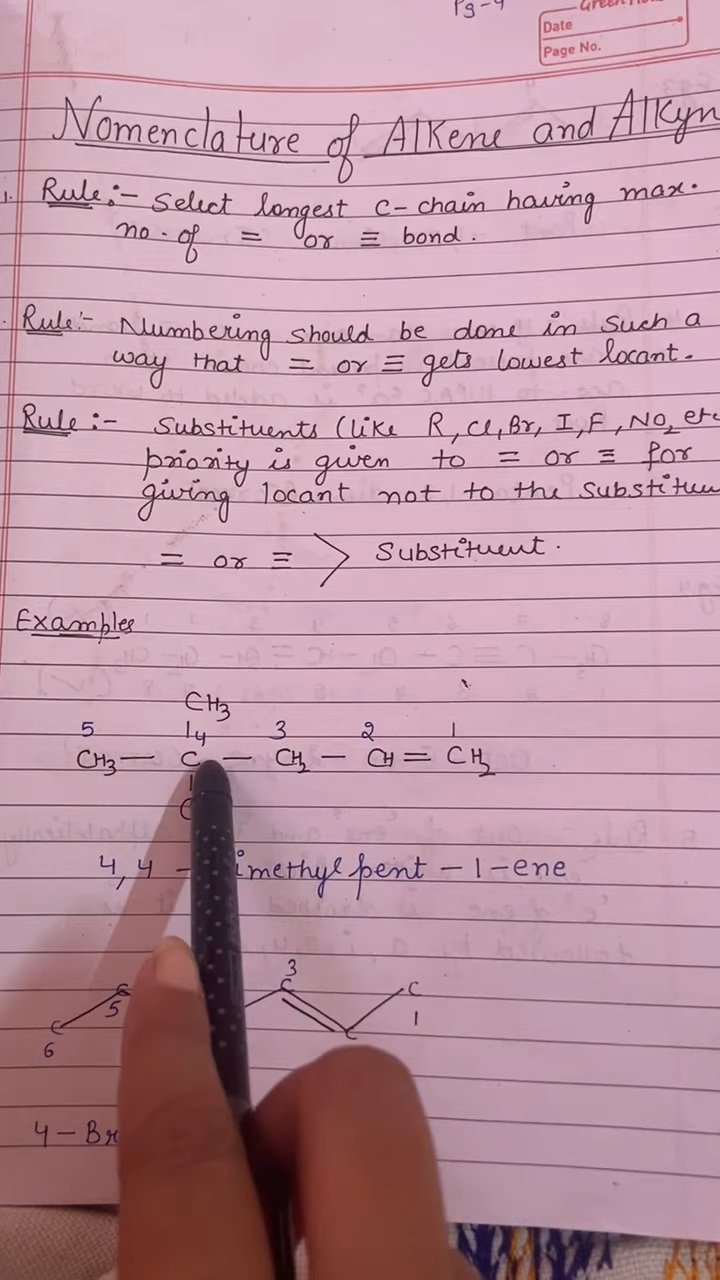 Pg-4
Date
Page No.
Nomenclature of Alkene and Alkyn
1. Rule:- Select longest C-chain having max.
no. of = or ≡ bond.
Rule:- Numbering should be done in such a
way that = or ≡ gets lowest locant.
Rule:- Substituents (like R, Cl, Br, I, F, NO2, etc
priority is given to = or ≡ for
giving locant not to the substitue
= or ≡ > Substituent.
Examples
CH3
5 4 3 2 1
CH3 — C — CH2 — CH = CH2
4,4 - imethyl pent - 1 - ene
3
C C
5 C
C 1
6
4 - Br